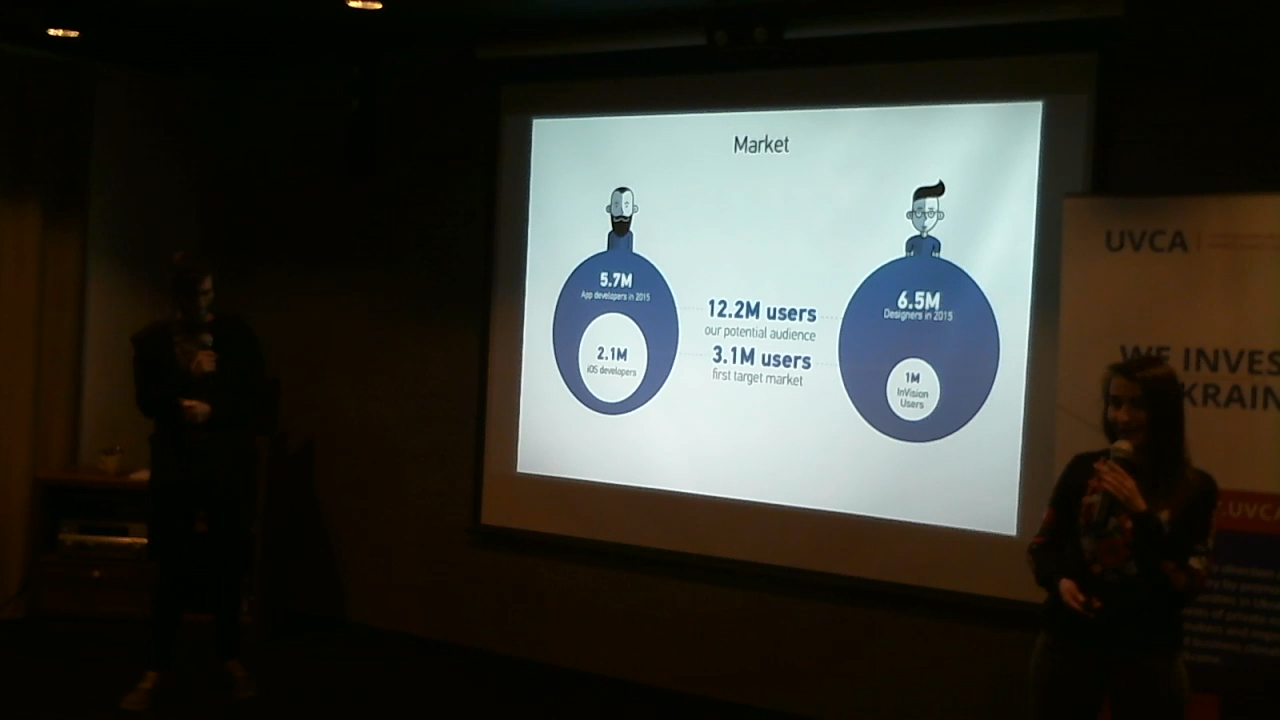 Market
5.7M
App developers in 2015
2.1M
iOS developers
12.2M users
our potential audience
3.1M users
first target market
6.5M
Designers in 2015
1M
InVision
Users
UVCA
WE INVES
KRAIN
.UVCA